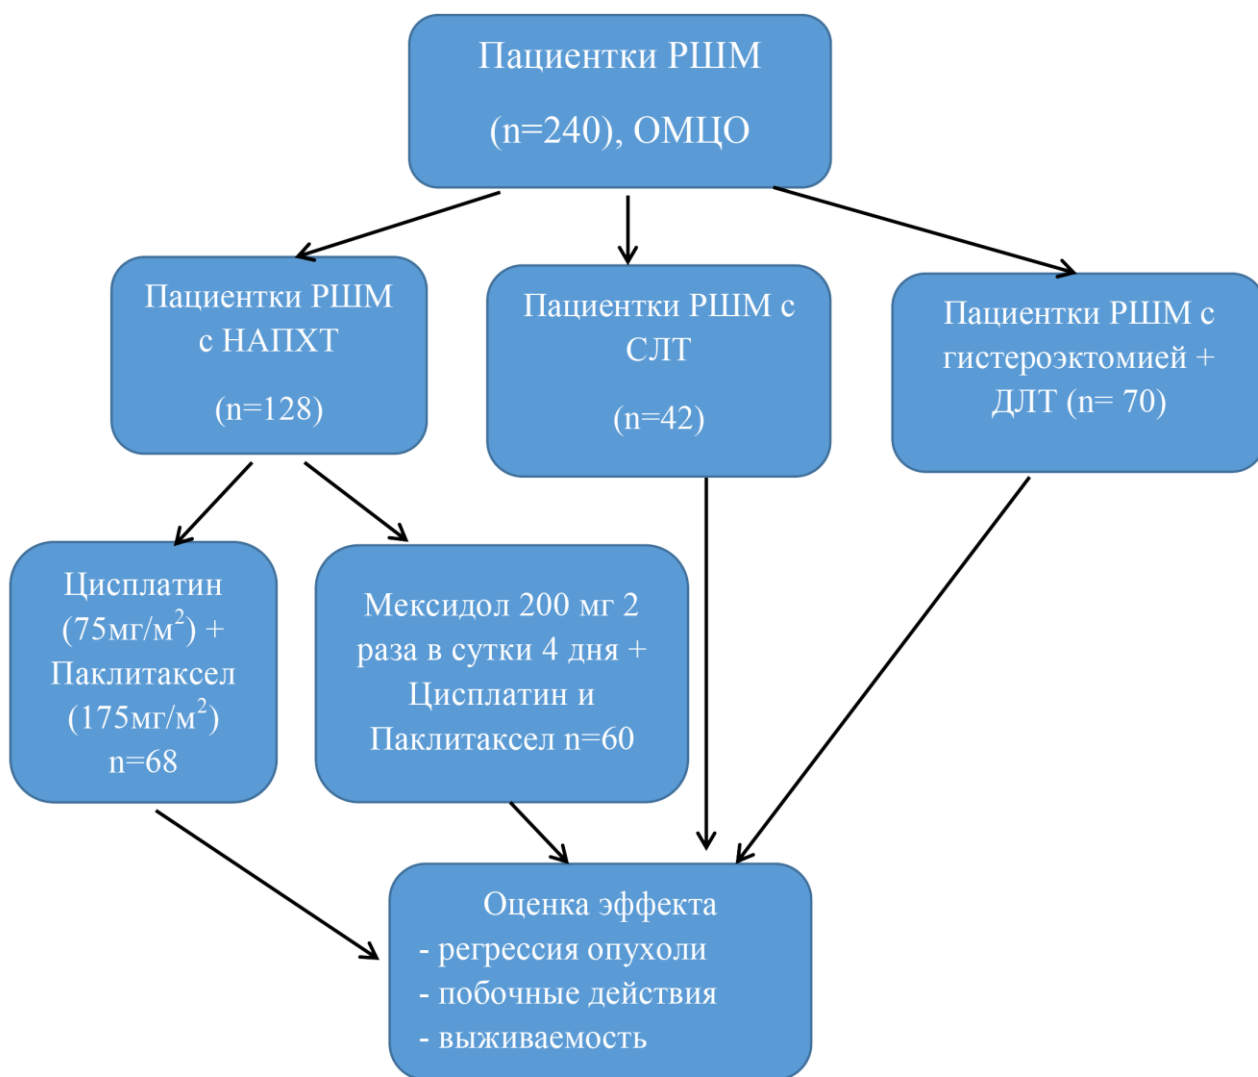 Пациентки РШМ
(n=240), ОМЦО
Пациентки РШМ
с НАПХТ
(n=128)
Пациентки РШМ с
СЛТ
(n=42)
Пациентки РШМ с
гистероэктомией +
ДЛТ (n= 70)
Цисплатин
(75мг/м²) +
Паклитаксел
(175мг/м²)
n=68
Мексидол 200 мг 2
раза в сутки 4 дня +
Цисплатин и
Паклитаксел n=60
Оценка эффекта
- регрессия опухоли
- побочные действия
- выживаемость